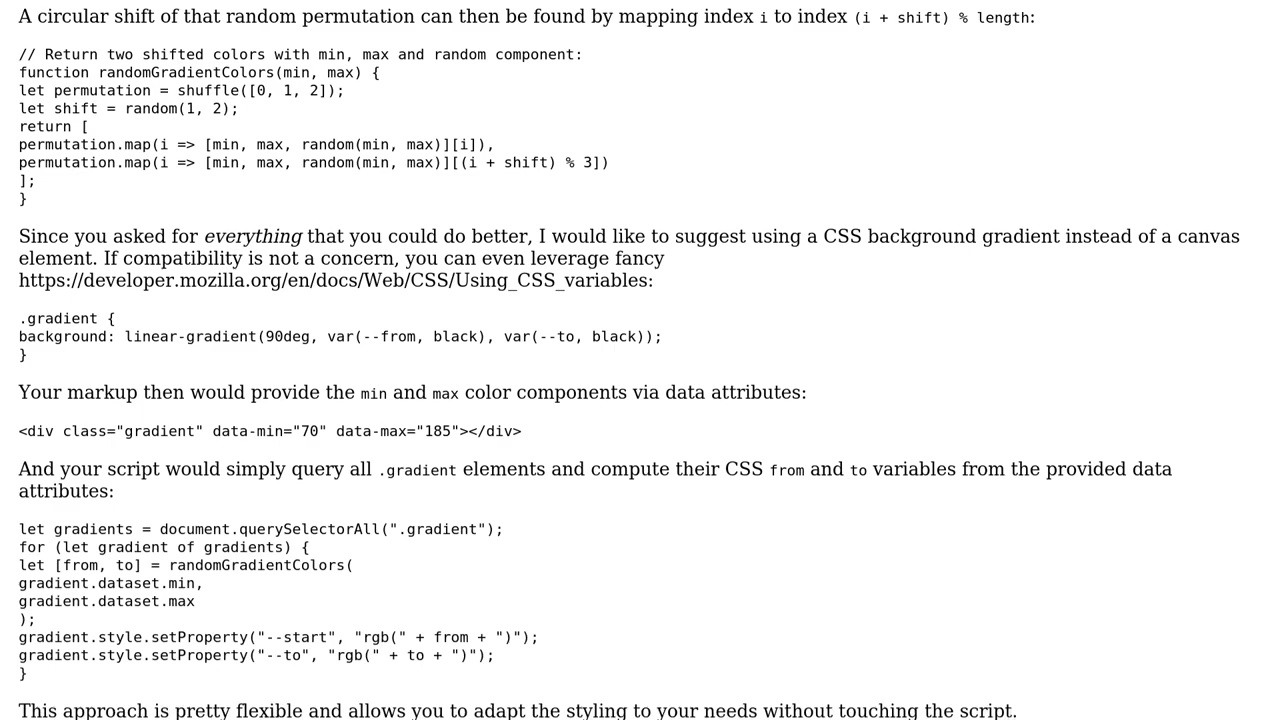 A circular shift of that random permutation can then be found by mapping index i to index (i + shift) % length:
// Return two shifted colors with min, max and random component:
function randomGradientColors(min, max) {
let permutation = shuffle([0, 1, 2]);
let shift = random(1, 2);
return [
permutation.map(i => [min, max, random(min, max)][i]),
permutation.map(i => [min, max, random(min, max)][(i + shift) % 3])
];
}
Since you asked for everything that you could do better, I would like to suggest using a CSS background gradient instead of a canvas
element. If compatibility is not a concern, you can even leverage fancy
https://developer.mozilla.org/en/docs/Web/CSS/Using_CSS_variables:
.gradient {
background: linear-gradient(90deg, var(--from, black), var(--to, black));
}
Your markup then would provide the min and max color components via data attributes:
<div class="gradient" data-min="70" data-max="185"></div>
And your script would simply query all .gradient elements and compute their CSS from and to variables from the provided data
attributes:
let gradients = document.querySelectorAll(".gradient");
for (let gradient of gradients) {
let [from, to] = randomGradientColors(
gradient.dataset.min,
gradient.dataset.max
);
gradient.style.setProperty("--start", "rgb(" + from + ")");
gradient.style.setProperty("--to", "rgb(" + to + ")");
}
This approach is pretty flexible and allows you to adapt the styling to your needs without touching the script.